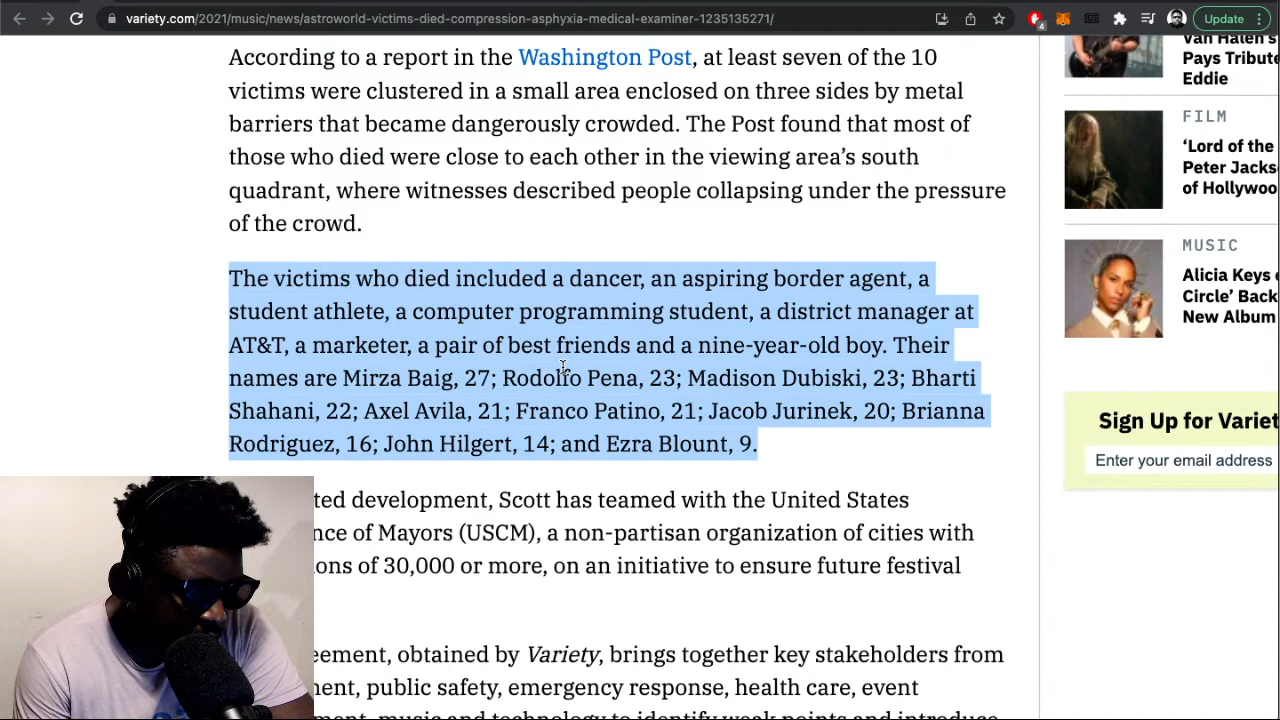 variety.com/2021/music/news/astroworld-victims-died-compression-asphyxia-medical-examiner-1235135271/
4
Update
According to a report in the Washington Post, at least seven of the 10
victims were clustered in a small area enclosed on three sides by metal
barriers that became dangerously crowded. The Post found that most of
those who died were close to each other in the viewing area’s south
quadrant, where witnesses described people collapsing under the pressure
of the crowd.
The victims who died included a dancer, an aspiring border agent, a
student athlete, a computer programming student, a district manager at
AT&T, a marketer, a pair of best friends and a nine-year-old boy. Their
names are Mirza Baig, 27; Rodolfo Pena, 23; Madison Dubiski, 23; Bharti
Shahani, 22; Axel Avila, 21; Franco Patino, 21; Jacob Jurinek, 20; Brianna
Rodriguez, 16; John Hilgert, 14; and Ezra Blount, 9.
ted development, Scott has teamed with the United States
nce of Mayors (USCM), a non-partisan organization of cities with
ons of 30,000 or more, on an initiative to ensure future festival
eement, obtained by Variety, brings together key stakeholders from
ent, public safety, emergency response, health care, event
ment, music and technology to identify weak points and introduce
Van Halen's
Pays Tribute
Eddie
FILM
‘Lord of the
Peter Jacks
of Hollywoo
MUSIC
Alicia Keys
Circle’ Back
New Album
Sign Up for Variet
Enter your email address